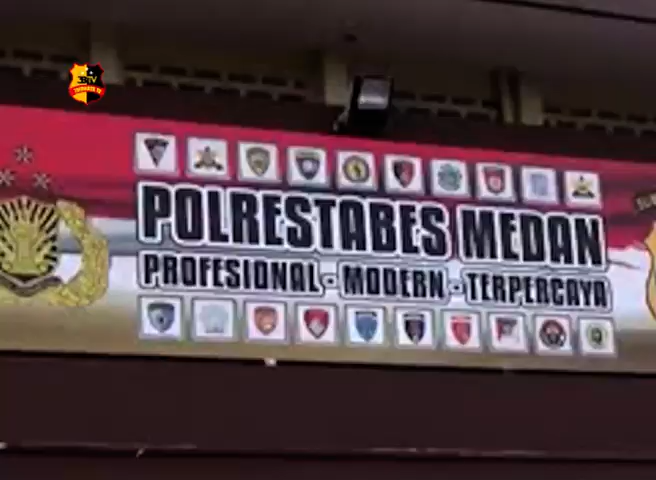 POLRESTABES MEDAN
PROFESIONAL - MODERN - TERPERCAYA